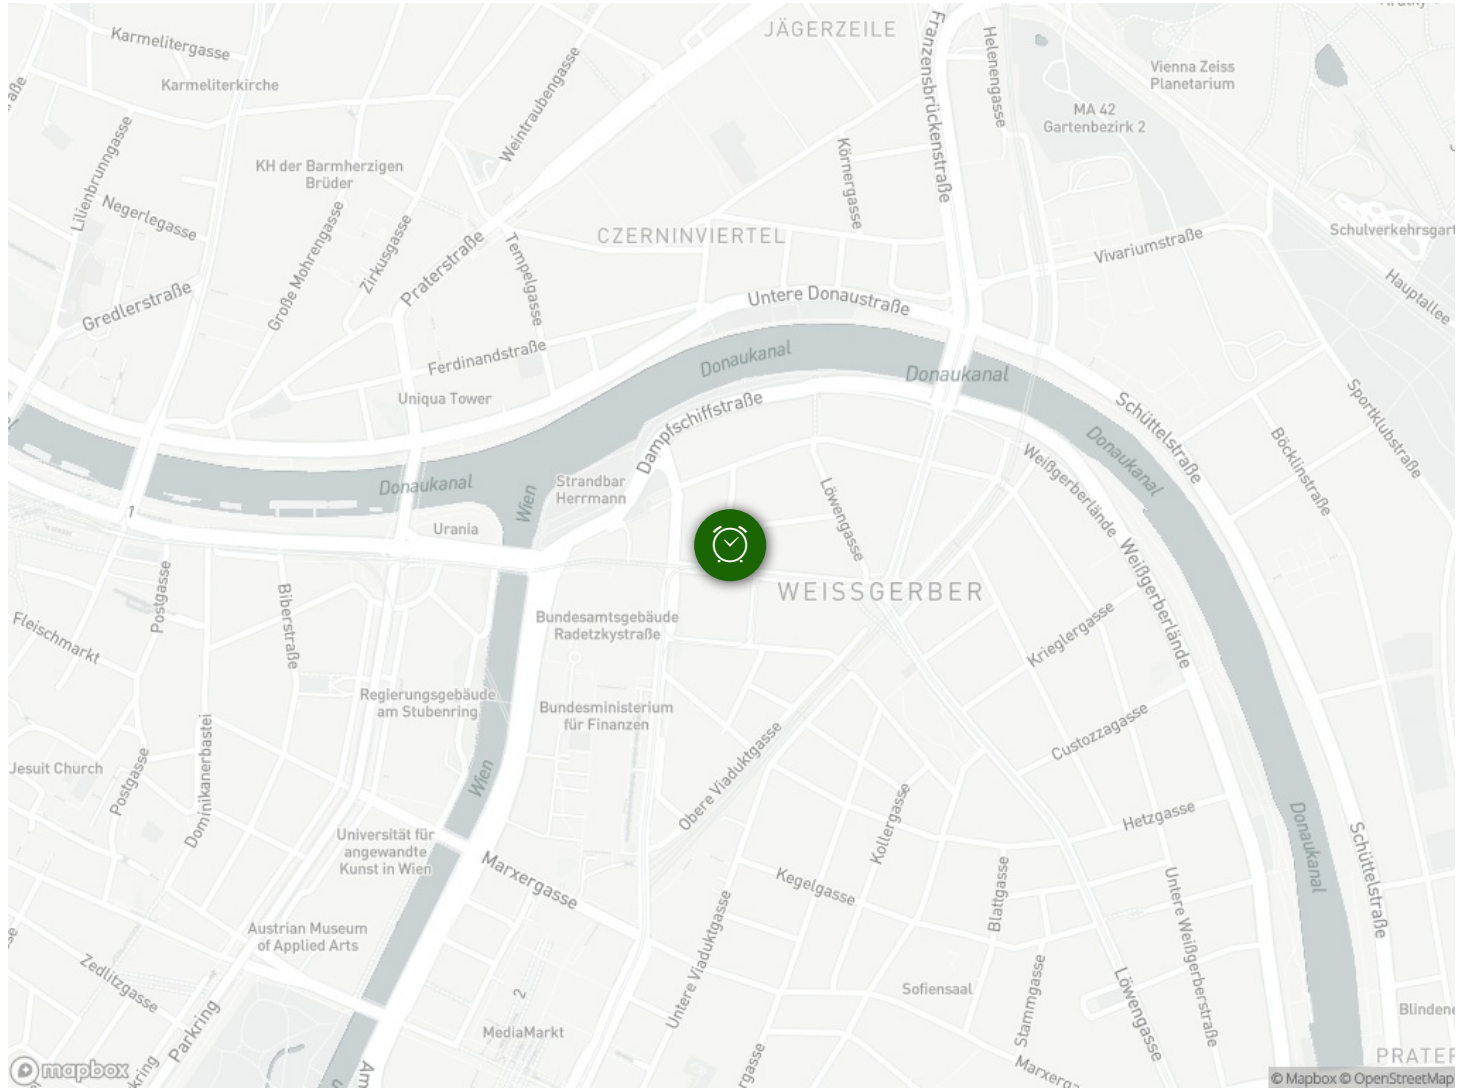 JÄGERZEILE
Karmelitergasse
Karmeliterkirche
Weintraubengasse
Franzensbrückenstraße
Helenengasse
Vienna Zeiss
Planetarium
MA 42
Gartenbezirk 2
Lilienbrunngasse
KH der Barmherzigen
Brüder
Körnergasse
Negerlegasse
Große Mohrengasse
Zirkusgasse
Praterstraße
Tempelgasse
CZERNINVIERTEL
Vivariumstraße
Schulverkehrsgart
Hauptallee
Gredlerstraße
Untere Donaustraße
Ferdinandstraße
Donaukanal
Donaukanal
Uniqua Tower
Dampfschiffstraße
Schüttelstraße
Sportklubstraße
Böcklinstraße
Donaukanal
Donaukanal
Wien
Strandbar
Herrmann
Löwengasse
Weißgerberlände
1
Urania
Weißgerberlände
WEISSGERBER
Postgasse
Biberstraße
Fleischmarkt
Bundesamtsgebäude
Radetzkystraße
Krieglergasse
Regierungsgebäude
am Stubenring
Bundesministerium
für Finanzen
Custozzagasse
Jesuit Church
Postgasse
Dominikanerbastei
Wien
Obere Viaduktgasse
Kollergasse
Hetzgasse
Donaukanal
Schüttelstraße
Universität für
angewandte
Kunst in Wien
Marxergasse
Kegelgasse
Blattgasse
Untere Weißgerberstraße
Austrian Museum
of Applied Arts
Zedlitzgasse
Untere Viaduktgasse
Sofiensaal
Stammgasse
Löwengasse
2
MediaMarkt
Parkring
Blindene
PRATER
Marxerga
mapbox
© Mapbox © OpenStreetMap